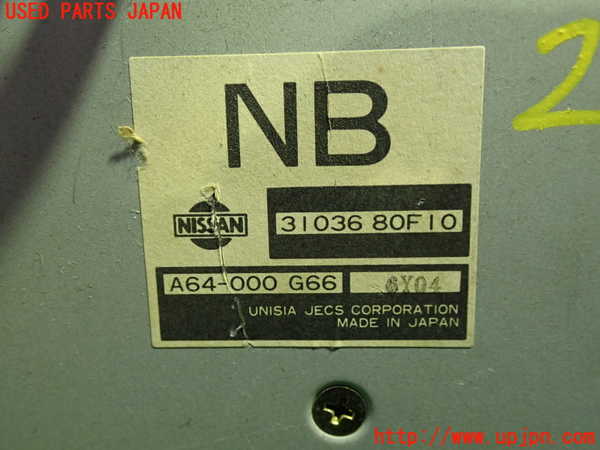 USED PARTS JAPAN
2
NB
NISSAN
31036 80F10
A64-000 G66
6X04
UNISIA JECS CORPORATION
MADE IN JAPAN
http://www.upjpn.com